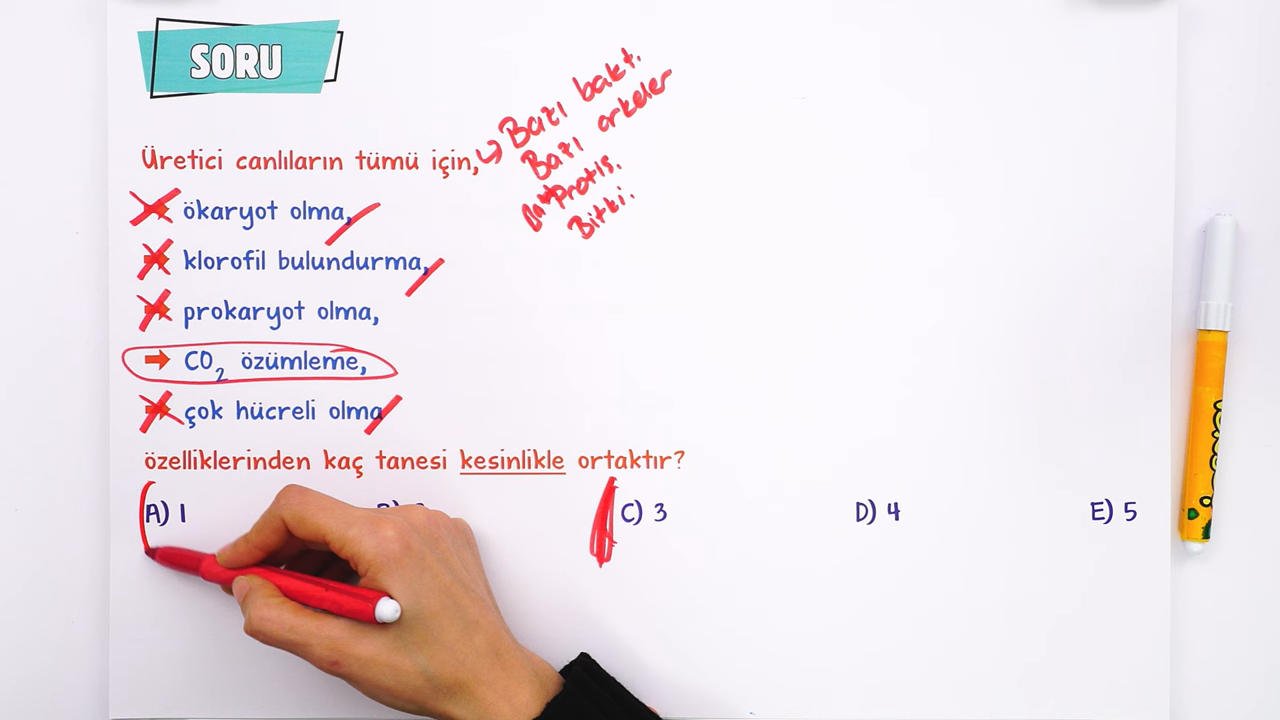 SORU
Üretici canlıların tümü için,
Bazı bakt.
Bazı arkeler
Protis.
Bitki.
ökaryot olma,
klorofil bulundurma,
prokaryot olma,
CO₂ özümleme,
çok hücreli olma
özelliklerinden kaç tanesi kesinlikle ortaktır?
A) 1 C) 3 D) 4 E) 5